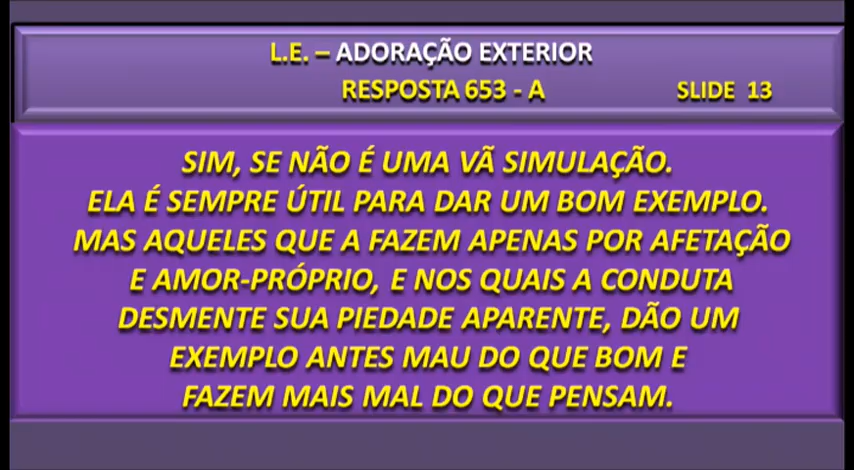 L.E. – ADORAÇÃO EXTERIOR
RESPOSTA 653 - A SLIDE 13
SIM, SE NÃO É UMA VÃ SIMULAÇÃO.
ELA É SEMPRE ÚTIL PARA DAR UM BOM EXEMPLO.
MAS AQUELES QUE A FAZEM APENAS POR AFETAÇÃO
E AMOR-PRÓPRIO, E NOS QUAIS A CONDUTA
DESMENTE SUA PIEDADE APARENTE, DÃO UM
EXEMPLO ANTES MAU DO QUE BOM E
FAZEM MAIS MAL DO QUE PENSAM.